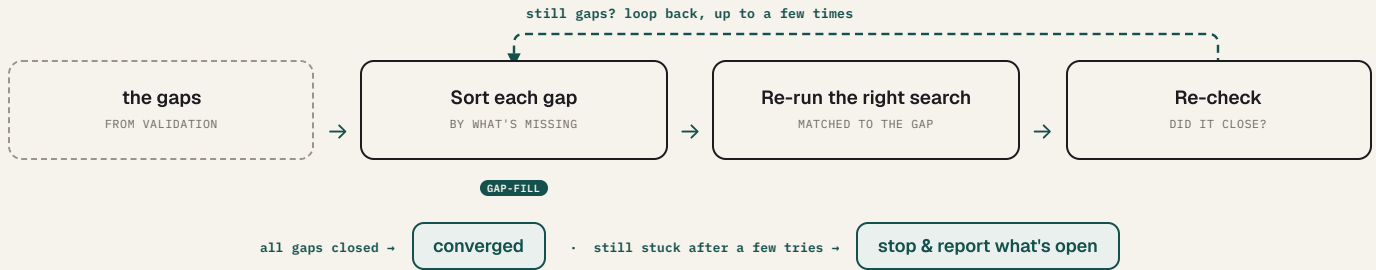 still gaps? loop back, up to a few times
the gaps
FROM VALIDATION
→
Sort each gap
BY WHAT'S MISSING
→
Re-run the right search
MATCHED TO THE GAP
→
Re-check
DID IT CLOSE?
GAP-FILL
all gaps closed → converged · still stuck after a few tries → stop & report what's open